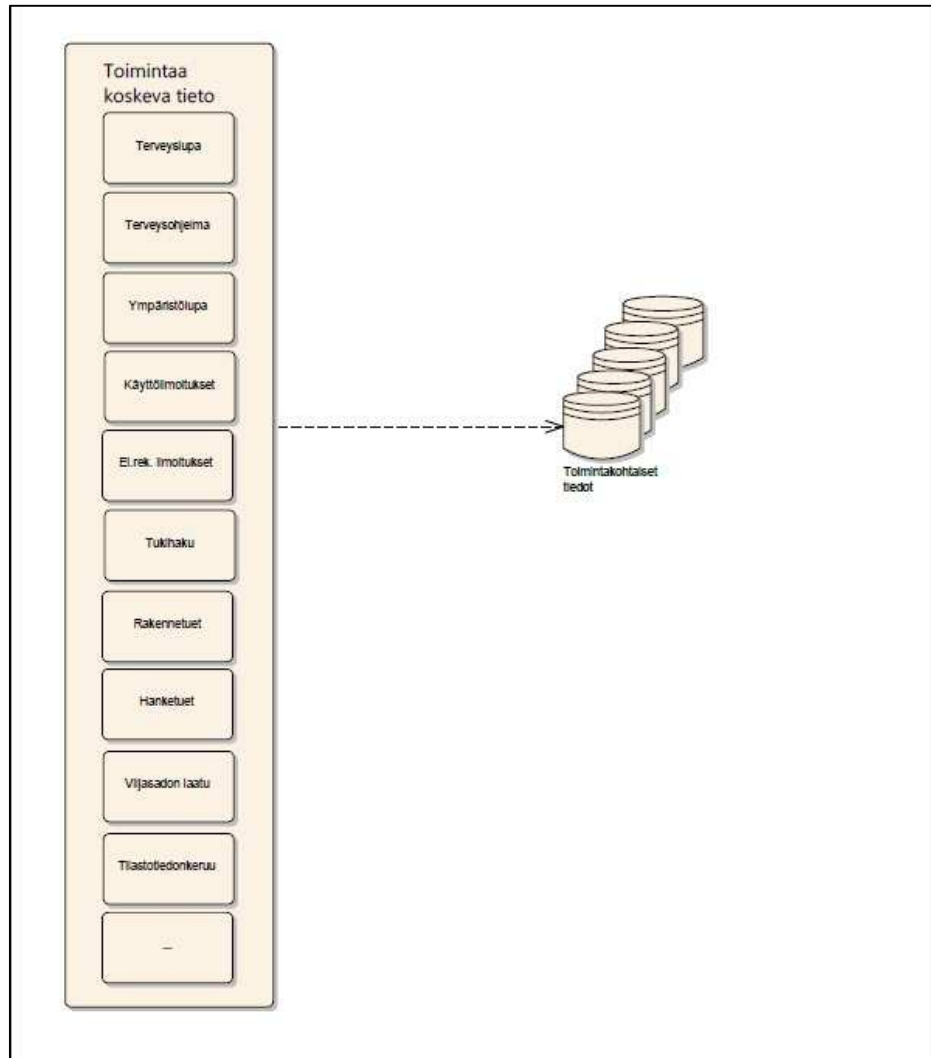 Toimintaa
koskeva tieto
Terveyslupa
Terveysohjelma
Ympäristölupa
Käyttöilmoitukset
El.rek. ilmoitukset
Tukihaku
Rakennetuet
Hanketuet
Viljasadon laatu
Tilastotiedonkeruu
...
Toimintakohtaiset
tiedot